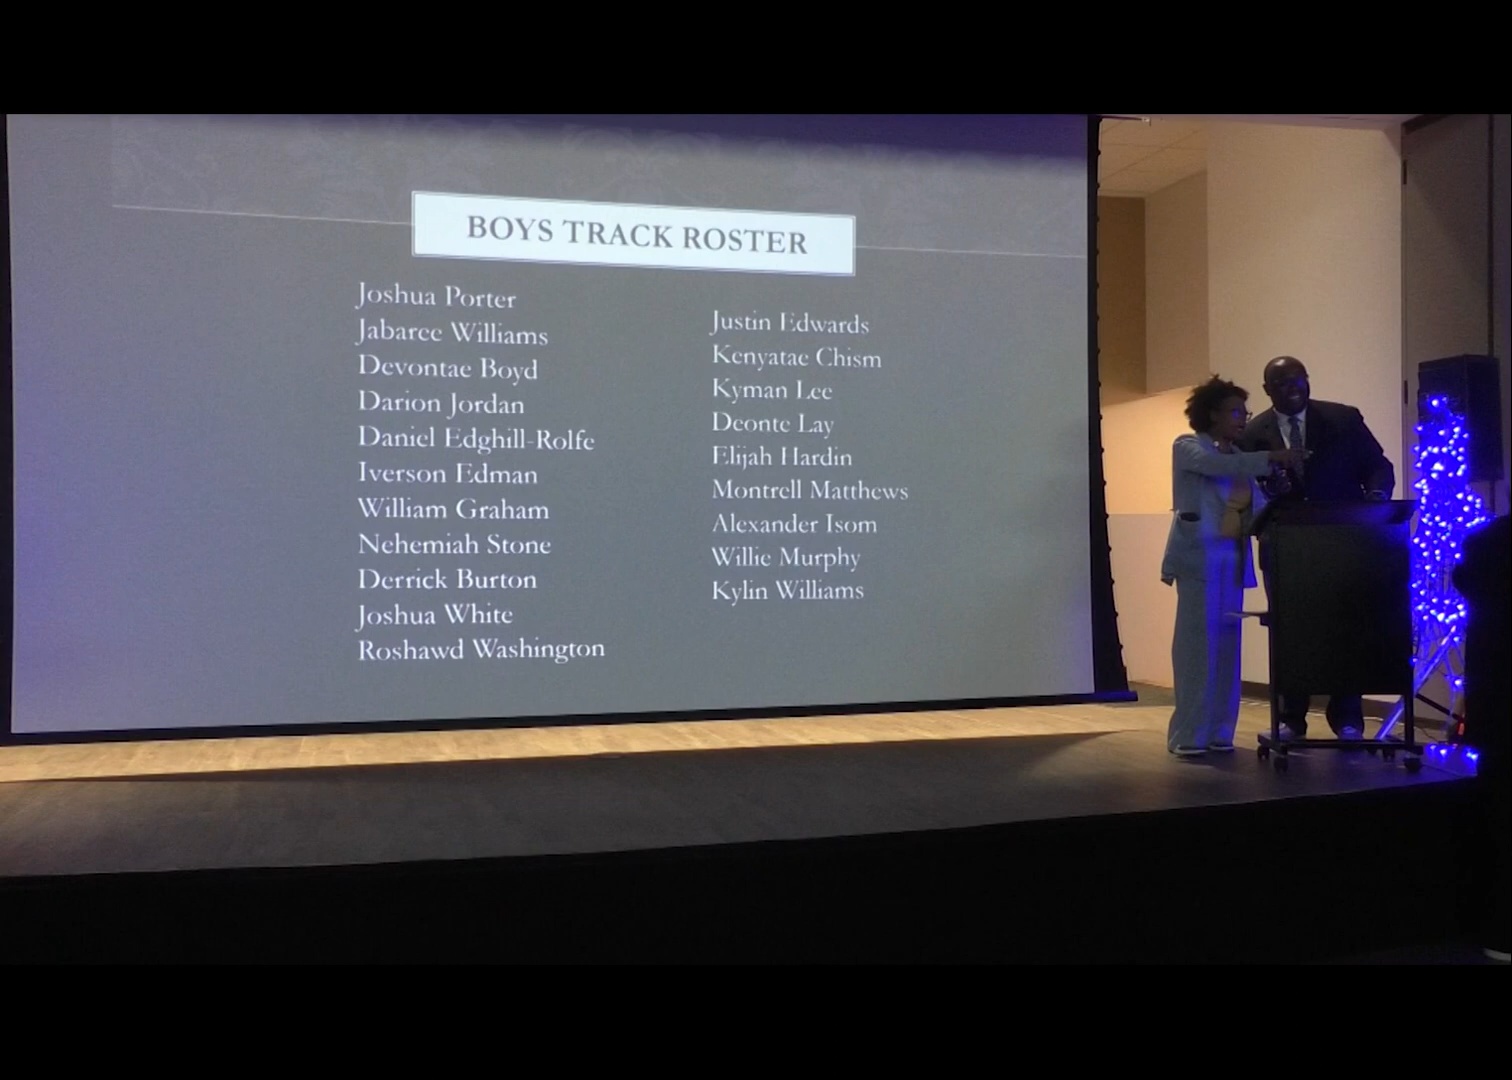 BOYS TRACK ROSTER
Joshua Porter
Jabaree Williams
Devontae Boyd
Darion Jordan
Daniel Edghill-Rolfe
Iverson Edman
William Graham
Nehemiah Stone
Derrick Burton
Joshua White
Roshawd Washington
Justin Edwards
Kenyatae Chism
Kyman Lee
Deonte Lay
Elijah Hardin
Montrell Matthews
Alexander Isom
Willie Murphy
Kylin Williams